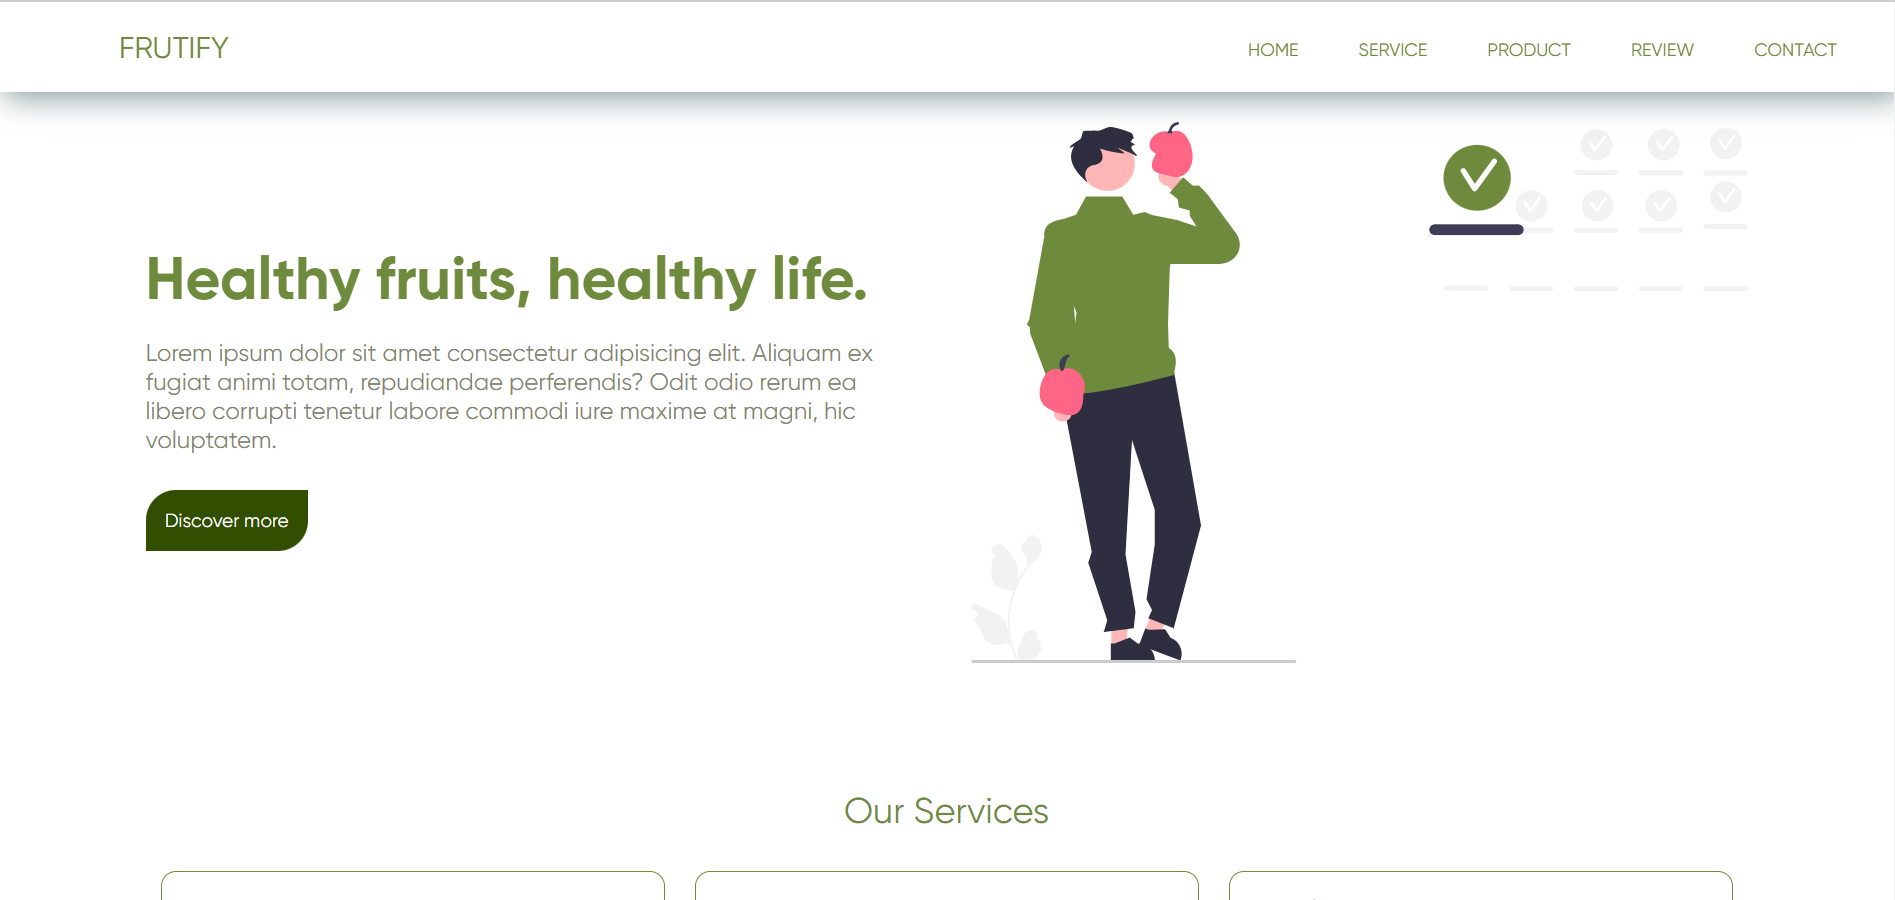 FRUTIFY
HOME SERVICE PRODUCT REVIEW CONTACT
Healthy fruits, healthy life.
Lorem ipsum dolor sit amet consectetur adipisicing elit. Aliquam ex
fugiat animi totam, repudiandae perferendis? Odit odio rerum ea
libero corrupti tenetur labore commodi iure maxime at magni, hic
voluptatem.
Discover more
Our Services